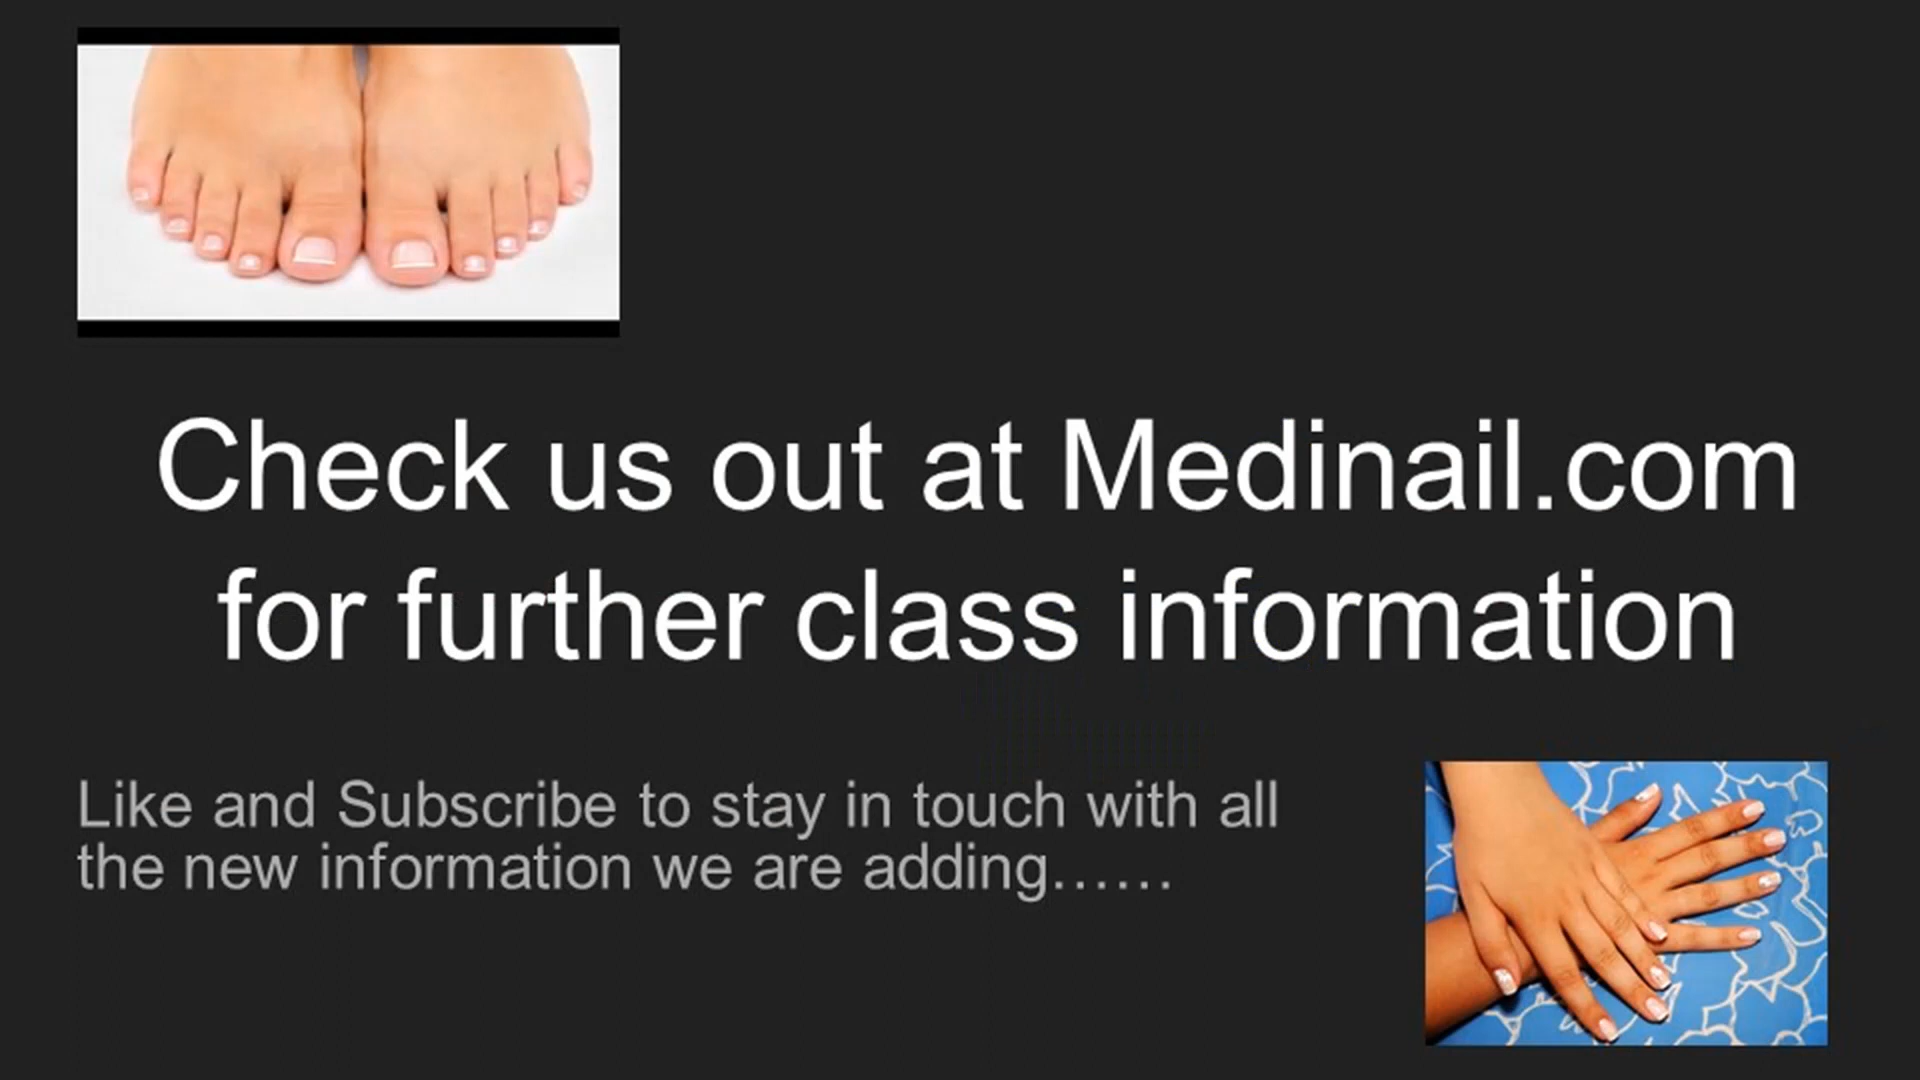 Check us out at Medinail.com
for further class information
Like and Subscribe to stay in touch with all
the new information we are adding……